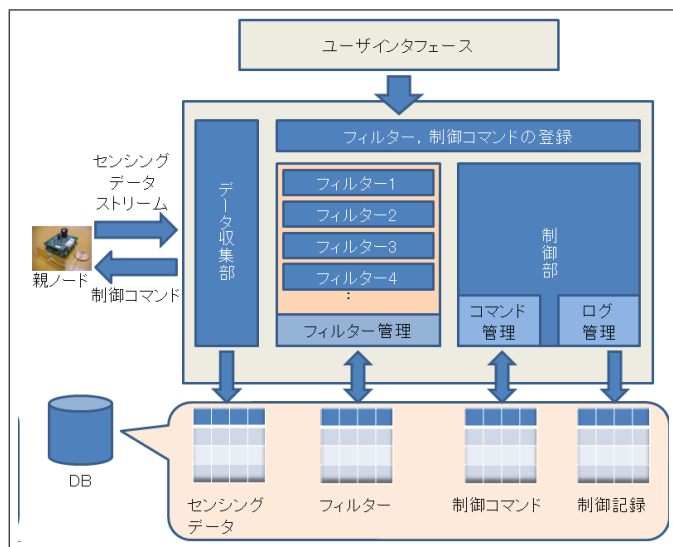 ユーザインタフェース
フィルター,制御コマンドの登録
センシング
データ
ストリーム
親ノード
制御コマンド
データ収集部
フィルター1
フィルター2
フィルター3
フィルター4
:
フィルター管理
制御部
コマンド
管理
ログ
管理
DB
センシング
データ
フィルター
制御コマンド
制御記録